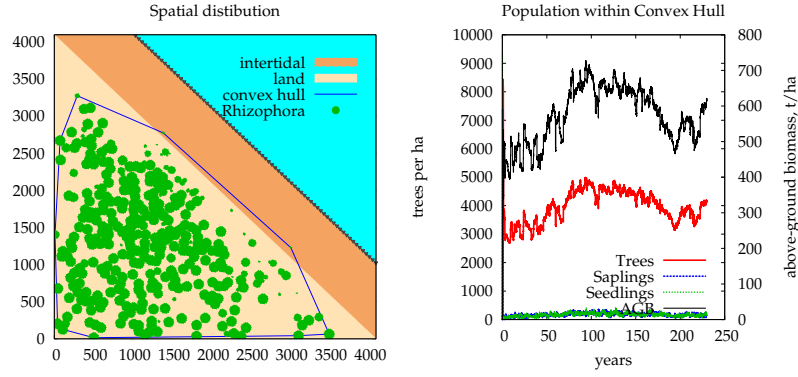 Spatial distibution
4000
3500
3000
2500
2000
1500
1000
500
0
0 500 1000 1500 2000 2500 3000 3500 4000
intertidal
land
convex hull
Rhizophora
Population within Convex Hull
trees per ha
10000
9000
8000
7000
6000
5000
4000
3000
2000
1000
0
0 50 100 150 200 250
years
800
700
600
500
400
300
200
100
0
above-ground biomass, t/ha
Trees
Saplings
Seedlings
AGB